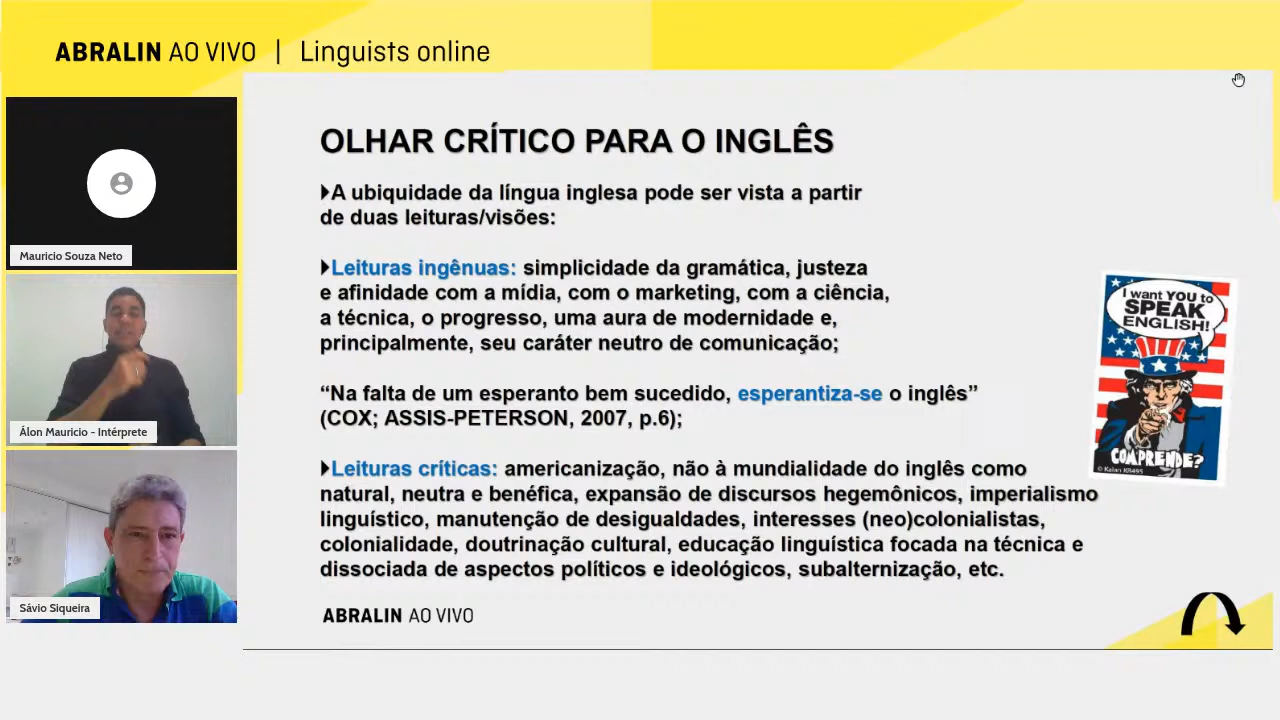 ABRALIN AO VIVO | Linguists online
Mauricio Souza Neto
Álon Mauricio - Intérprete
Sávio Siqueira
OLHAR CRÍTICO PARA O INGLÊS
A ubiquidade da língua inglesa pode ser vista a partir
de duas leituras/visões:
Leituras ingênuas: simplicidade da gramática, justeza
e afinidade com a mídia, com o marketing, com a ciência,
a técnica, o progresso, uma aura de modernidade e,
principalmente, seu caráter neutro de comunicação;
“Na falta de um esperanto bem sucedido, esperantiza-se o inglês”
(COX; ASSIS-PETERSON, 2007, p.6);
Leituras críticas: americanização, não à mundialidade do inglês como
natural, neutra e benéfica, expansão de discursos hegemônicos, imperialismo
linguístico, manutenção de desigualdades, interesses (neo)colonialistas,
colonialidade, doutrinação cultural, educação linguística focada na técnica e
dissociada de aspectos políticos e ideológicos, subalternização, etc.
I want YOU to
SPEAK
ENGLISH!
COMPRENDE?
ABRALIN AO VIVO